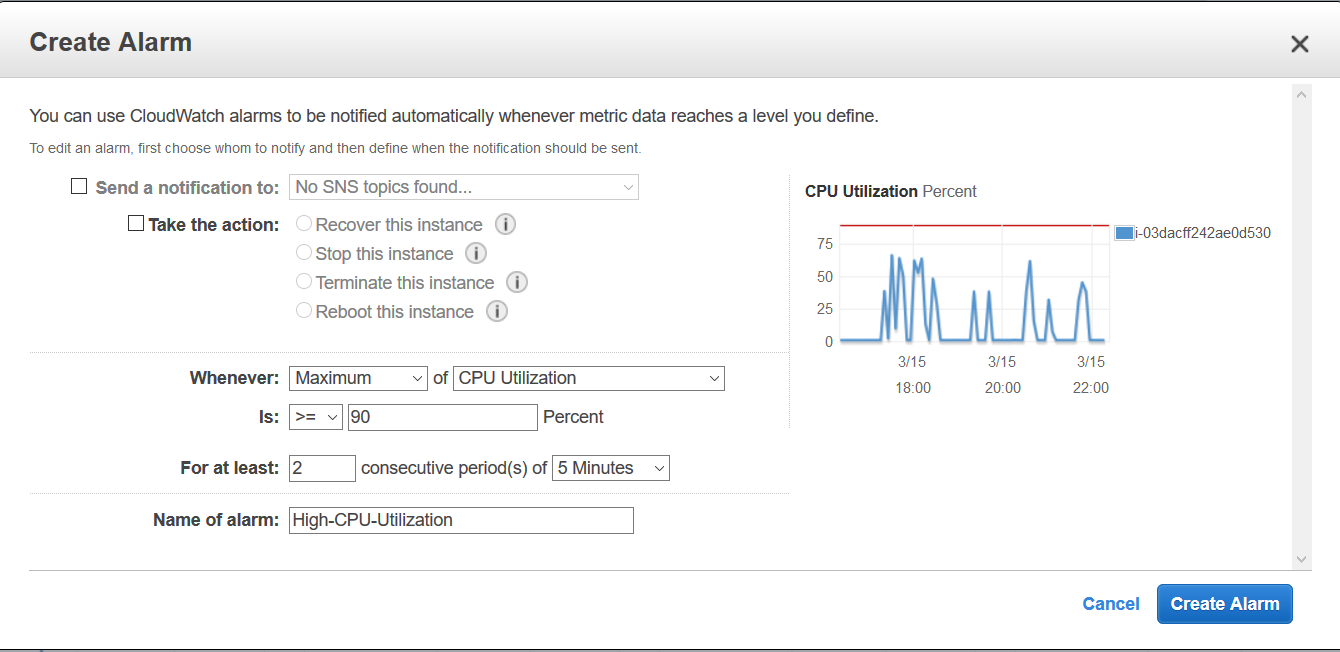 Create Alarm
You can use CloudWatch alarms to be notified automatically whenever metric data reaches a level you define.
To edit an alarm, first choose whom to notify and then define when the notification should be sent.
Send a notification to: No SNS topics found...
Take the action: Recover this instance i
Stop this instance i
Terminate this instance i
Reboot this instance i
Whenever: Maximum of CPU Utilization
Is: >= 90 Percent
For at least: 2 consecutive period(s) of 5 Minutes
Name of alarm: High-CPU-Utilization
CPU Utilization Percent
i-03dacff242ae0d530
75
50
25
0
3/15 3/15 3/15
18:00 20:00 22:00
Cancel Create Alarm